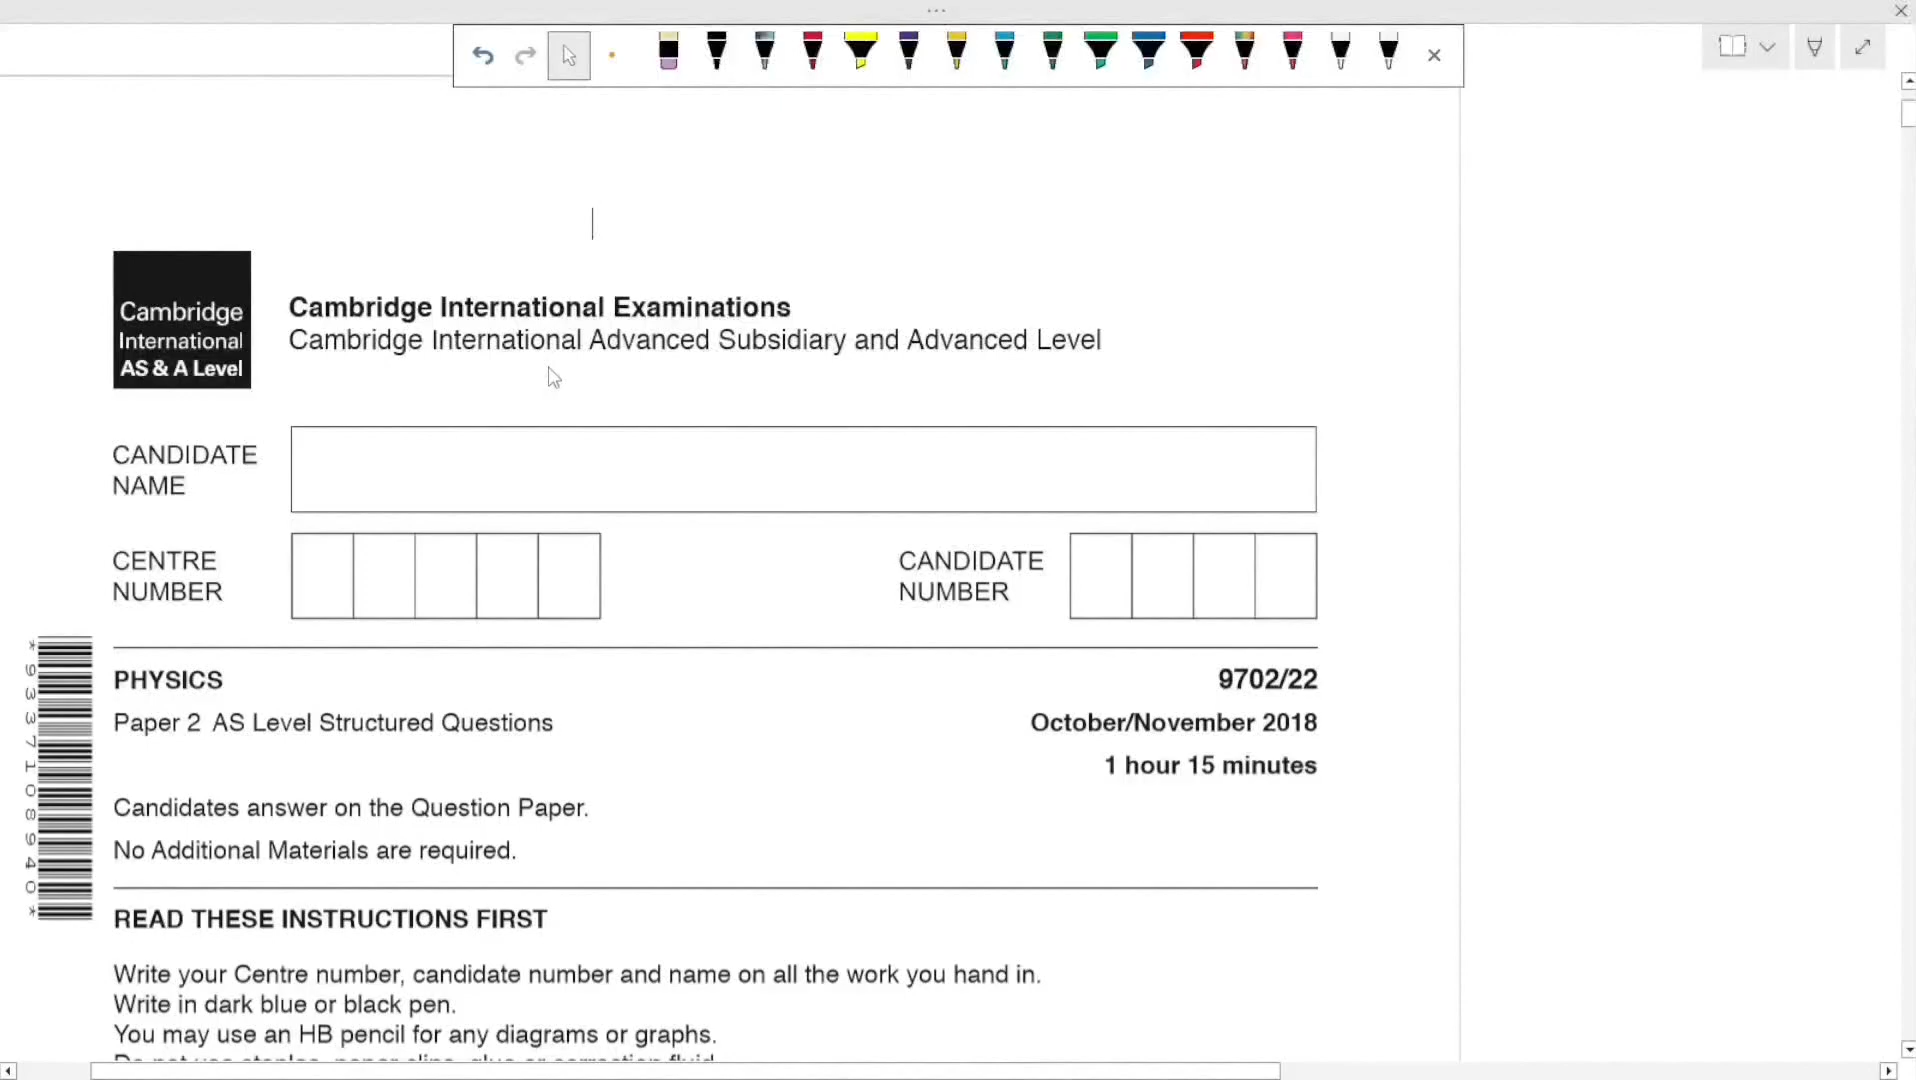 Cambridge
International
AS & A Level
Cambridge International Examinations
Cambridge International Advanced Subsidiary and Advanced Level
CANDIDATE
NAME
CENTRE
NUMBER
CANDIDATE
NUMBER
*9337108940*
PHYSICS
9702/22
Paper 2 AS Level Structured Questions
October/November 2018
1 hour 15 minutes
Candidates answer on the Question Paper.
No Additional Materials are required.
READ THESE INSTRUCTIONS FIRST
Write your Centre number, candidate number and name on all the work you hand in.
Write in dark blue or black pen.
You may use an HB pencil for any diagrams or graphs.